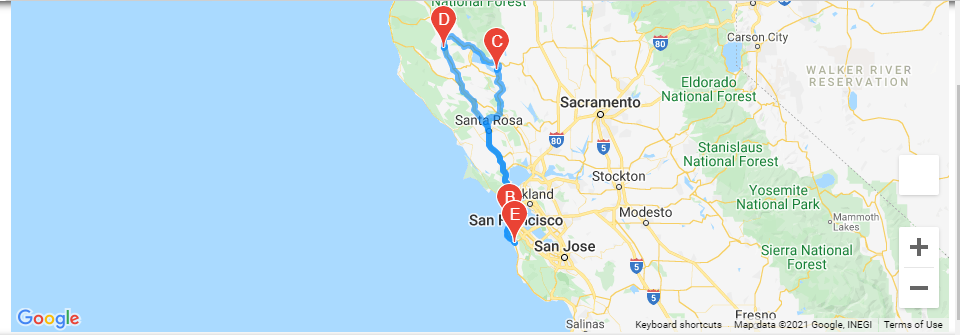 National Forest
D
C
Carson City
80
WALKER RIVER
RESERVATION
Eldorado
National Forest
Sacramento
Santa Rosa
80
5
Stanislaus
National Forest
Stockton
B
kland
E
San Francisco
Yosemite
National Park
Modesto
Mammoth
Lakes
San Jose
Sierra National
Forest
5
5
Fresno
Salinas
Google
Keyboard shortcuts
Map data ©2021 Google, INEGI
Terms of Use